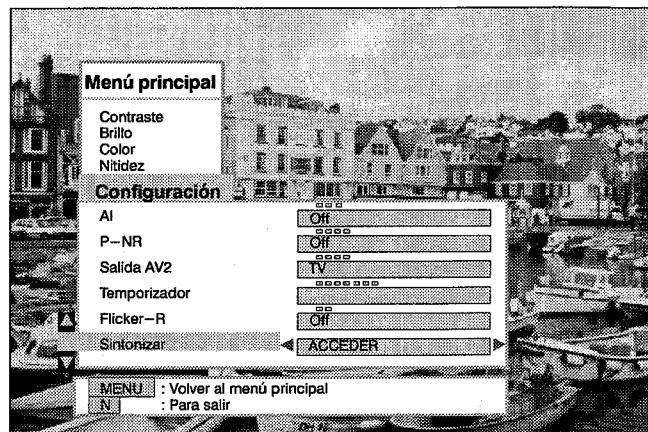 Menú principal
Contraste
Brillo
Color
Nitidez
Configuración
AI Off
P-NR Off
Salida AV2 TV
Temporizador
Flicker-R Off
Sintonizar ACCEDER
MENU : Volver al menú principal
N : Para salir